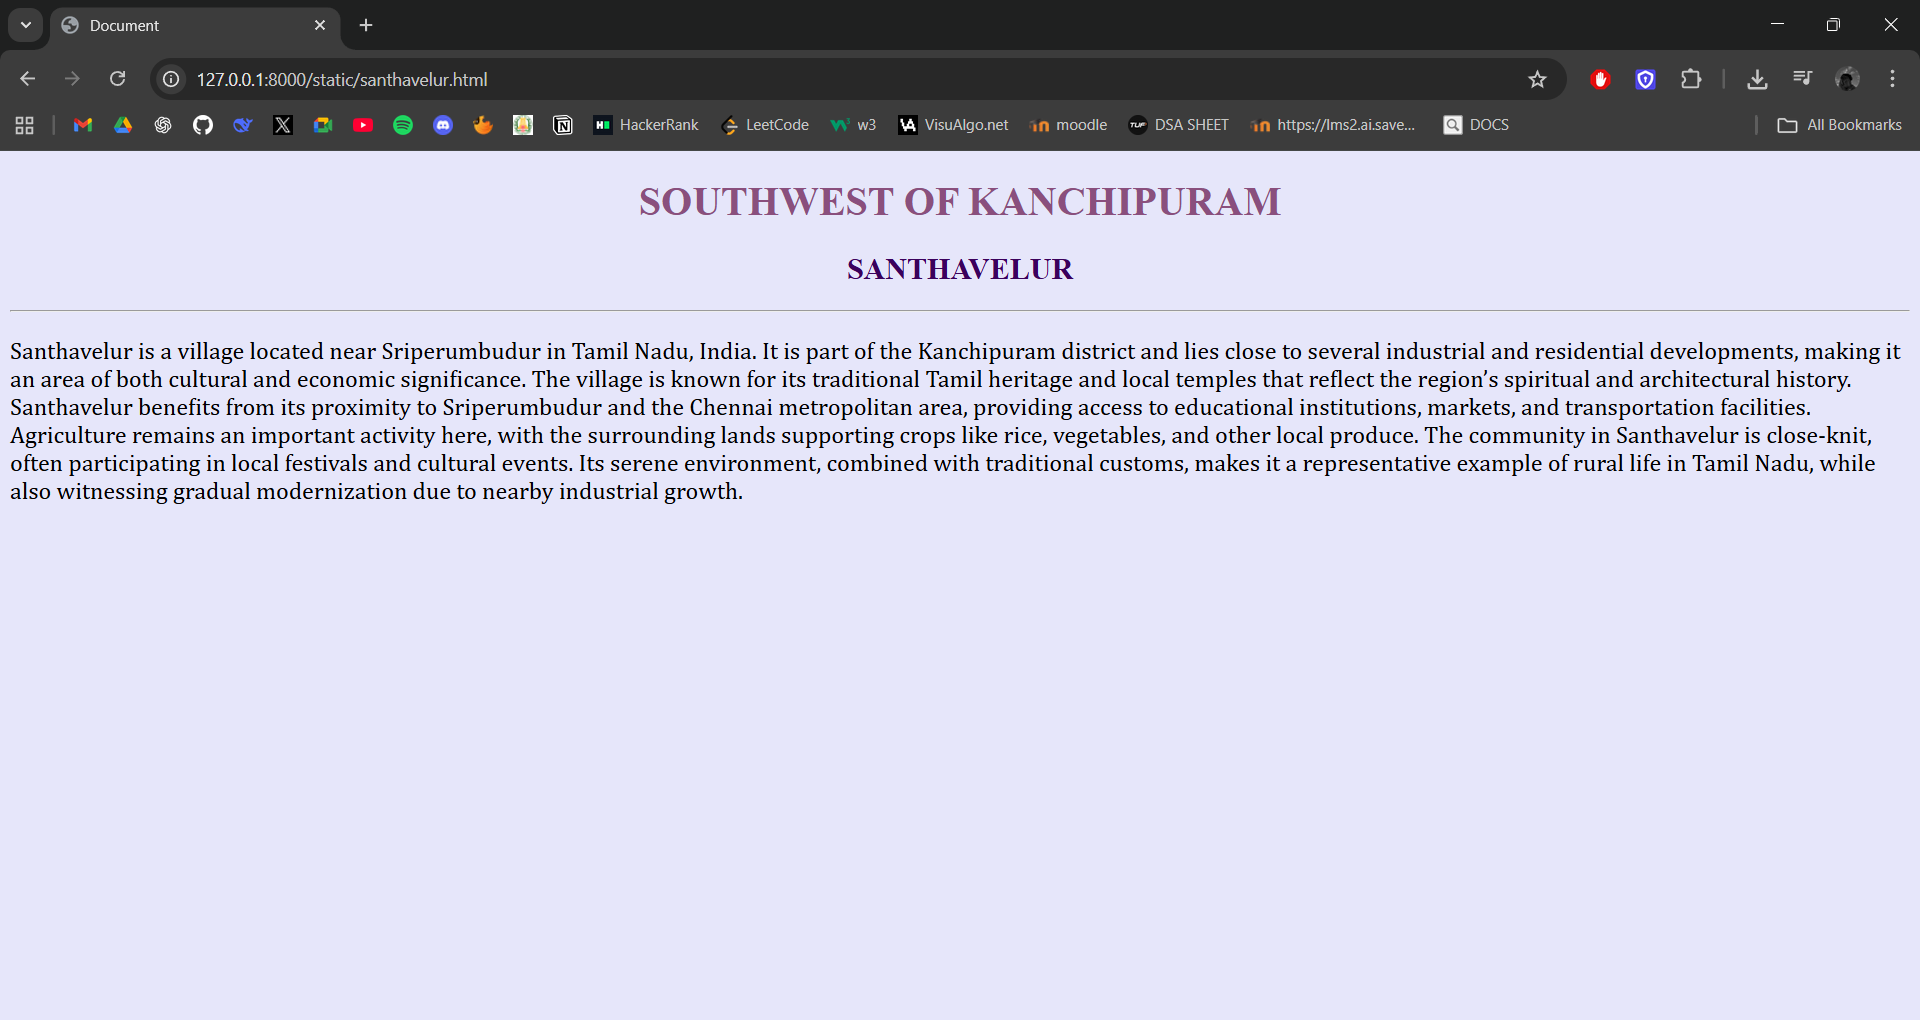 Document
127.0.0.1:8000/static/santhavelur.html
HackerRank LeetCode w3 VisuAlgo.net moodle TUF DSA SHEET https://lms2.ai.save... DOCS All Bookmarks
SOUTHWEST OF KANCHIPURAM
SANTHAVELUR
Santhavelur is a village located near Sriperumbudur in Tamil Nadu, India. It is part of the Kanchipuram district and lies close to several industrial and residential developments, making it
an area of both cultural and economic significance. The village is known for its traditional Tamil heritage and local temples that reflect the region’s spiritual and architectural history.
Santhavelur benefits from its proximity to Sriperumbudur and the Chennai metropolitan area, providing access to educational institutions, markets, and transportation facilities.
Agriculture remains an important activity here, with the surrounding lands supporting crops like rice, vegetables, and other local produce. The community in Santhavelur is close-knit,
often participating in local festivals and cultural events. Its serene environment, combined with traditional customs, makes it a representative example of rural life in Tamil Nadu, while
also witnessing gradual modernization due to nearby industrial growth.